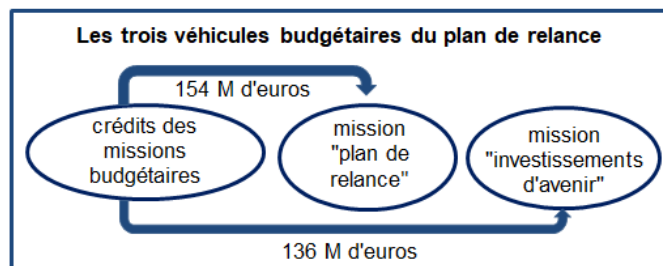 Les trois véhicules budgétaires du plan de relance
154 M d'euros
crédits des
missions
budgétaires
mission
"plan de
relance"
mission
"investissements
d'avenir"
136 M d'euros